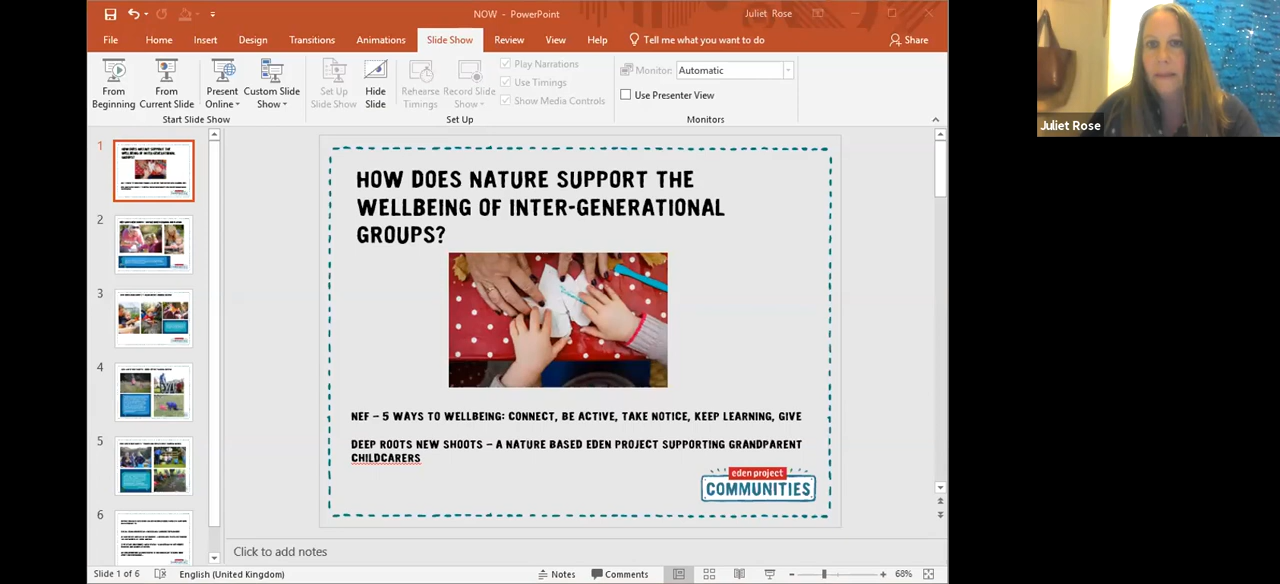 NOW - PowerPoint
Juliet Rose
File
Home
Insert
Design
Transitions
Animations
Slide Show
Review
View
Help
Tell me what you want to do
Share
From Beginning
From Current Slide
Present Online
Custom Slide Show
Set Up Slide Show
Hide Slide
Rehearse Timings
Record Slide Show
Play Narrations
Use Timings
Show Media Controls
Monitor: Automatic
Use Presenter View
Start Slide Show
Set Up
Monitors
Juliet Rose
1
2
3
4
5
6
HOW DOES NATURE SUPPORT THE
WELLBEING OF INTER-GENERATIONAL
GROUPS?
NEF – 5 WAYS TO WELLBEING: CONNECT, BE ACTIVE, TAKE NOTICE, KEEP LEARNING, GIVE
DEEP ROOTS NEW SHOOTS – A NATURE BASED EDEN PROJECT SUPPORTING GRANDPARENT
CHILDCARERS
eden project
COMMUNITIES
Click to add notes
Slide 1 of 6
English (United Kingdom)
Notes
Comments
68%